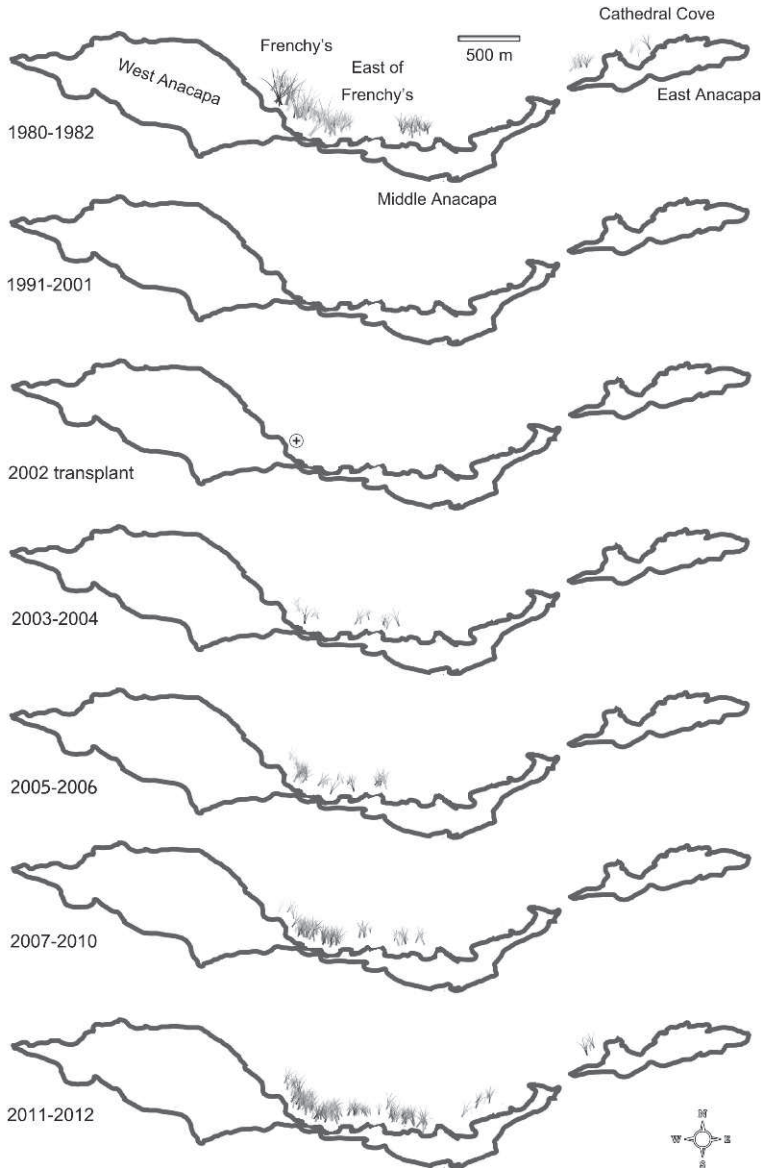 Cathedral Cove
Frenchy's
500 m
West Anacapa
East of
Frenchy's
East Anacapa
1980-1982
Middle Anacapa
1991-2001
2002 transplant
2003-2004
2005-2006
2007-2010
2011-2012
N
W E
S